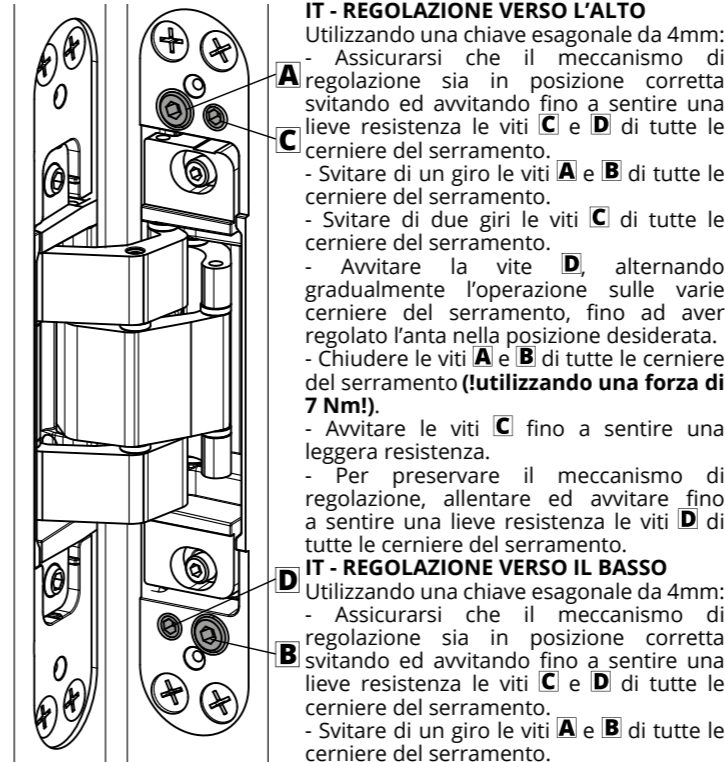 IT - REGOLAZIONE VERSO L'ALTO
Utilizzando una chiave esagonale da 4mm:
- Assicurarsi che il meccanismo di
regolazione sia in posizione corretta
svitando ed avvitando fino a sentire una
lieve resistenza le viti C e D di tutte le
cerniere del serramento.
- Svitare di un giro le viti A e B di tutte le
cerniere del serramento.
- Svitare di due giri le viti C di tutte le
cerniere del serramento.
- Avvitare la vite D, alternando
gradualmente l'operazione sulle varie
cerniere del serramento, fino ad aver
regolato l'anta nella posizione desiderata.
- Chiudere le viti A e B di tutte le cerniere
del serramento (!utilizzando una forza di
7 Nm!).
- Avvitare le viti C fino a sentire una
leggera resistenza.
- Per preservare il meccanismo di
regolazione, allentare ed avvitare fino
a sentire una lieve resistenza le viti D di
tutte le cerniere del serramento.
IT - REGOLAZIONE VERSO IL BASSO
Utilizzando una chiave esagonale da 4mm:
- Assicurarsi che il meccanismo di
regolazione sia in posizione corretta
svitando ed avvitando fino a sentire una
lieve resistenza le viti C e D di tutte le
cerniere del serramento.
- Svitare di un giro le viti A e B di tutte le
cerniere del serramento.
A
C
D
B